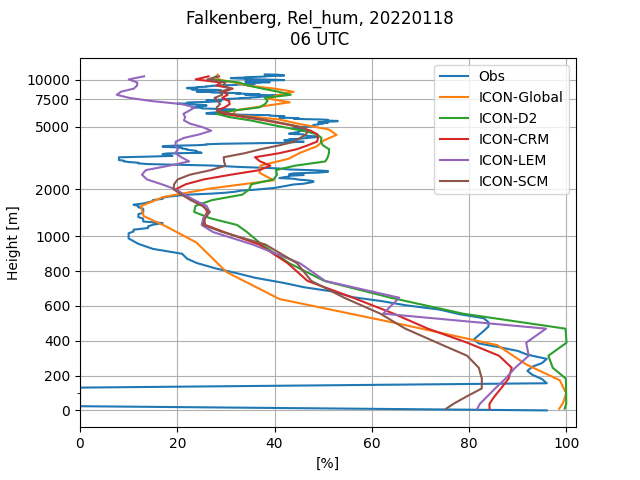 Falkenberg, Rel_hum, 20220118
06 UTC
Height [m]
10000
7500
5000
2000
1000
800
600
400
200
0
0
20
40
60
80
100
[%]
Obs
ICON-Global
ICON-D2
ICON-CRM
ICON-LEM
ICON-SCM